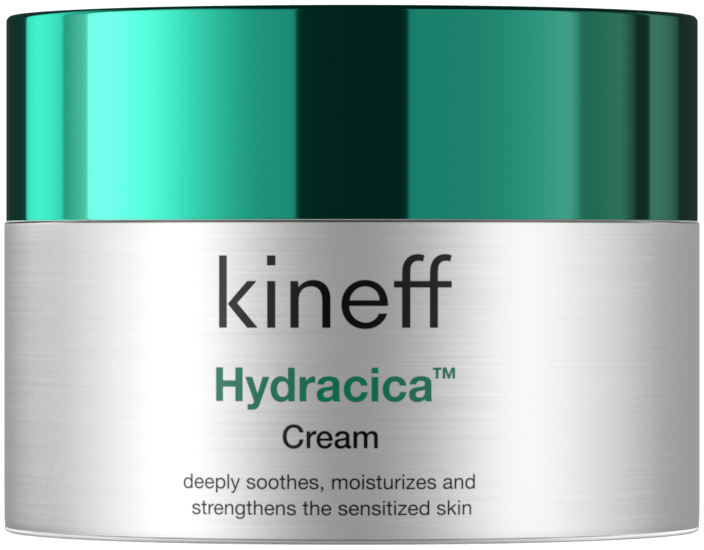 kineff
Hydracica™
Cream
deeply soothes, moisturizes and
strengthens the sensitized skin